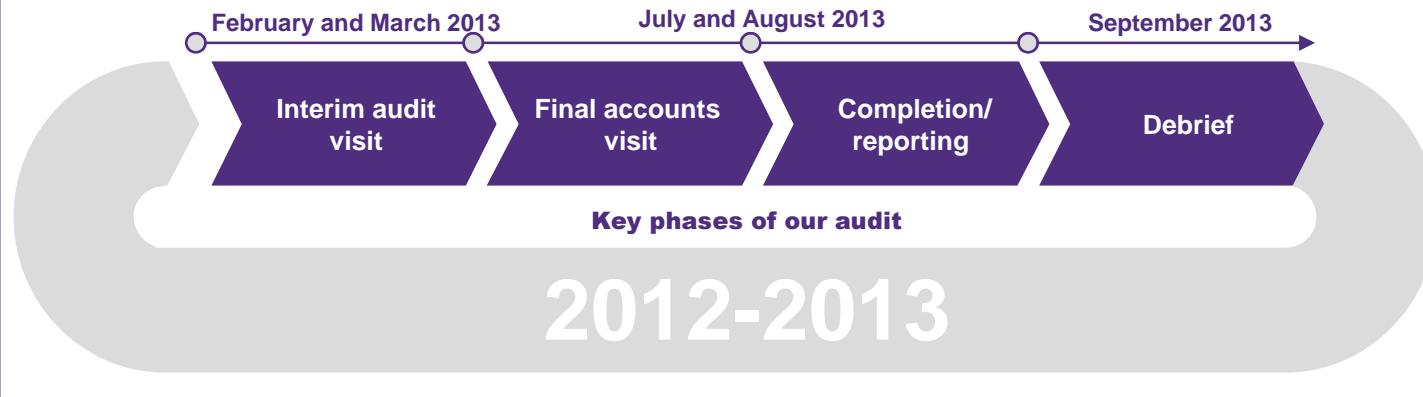 February and March 2013
July and August 2013
September 2013
Interim audit
visit
Final accounts
visit
Completion/
reporting
Debrief
Key phases of our audit
2012-2013